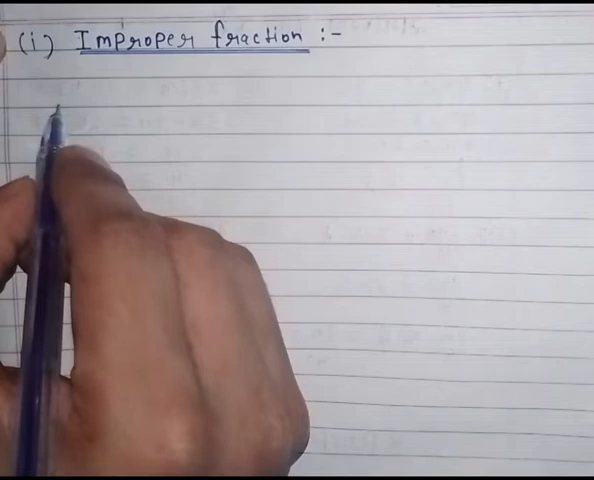 (i) Improper fraction :-